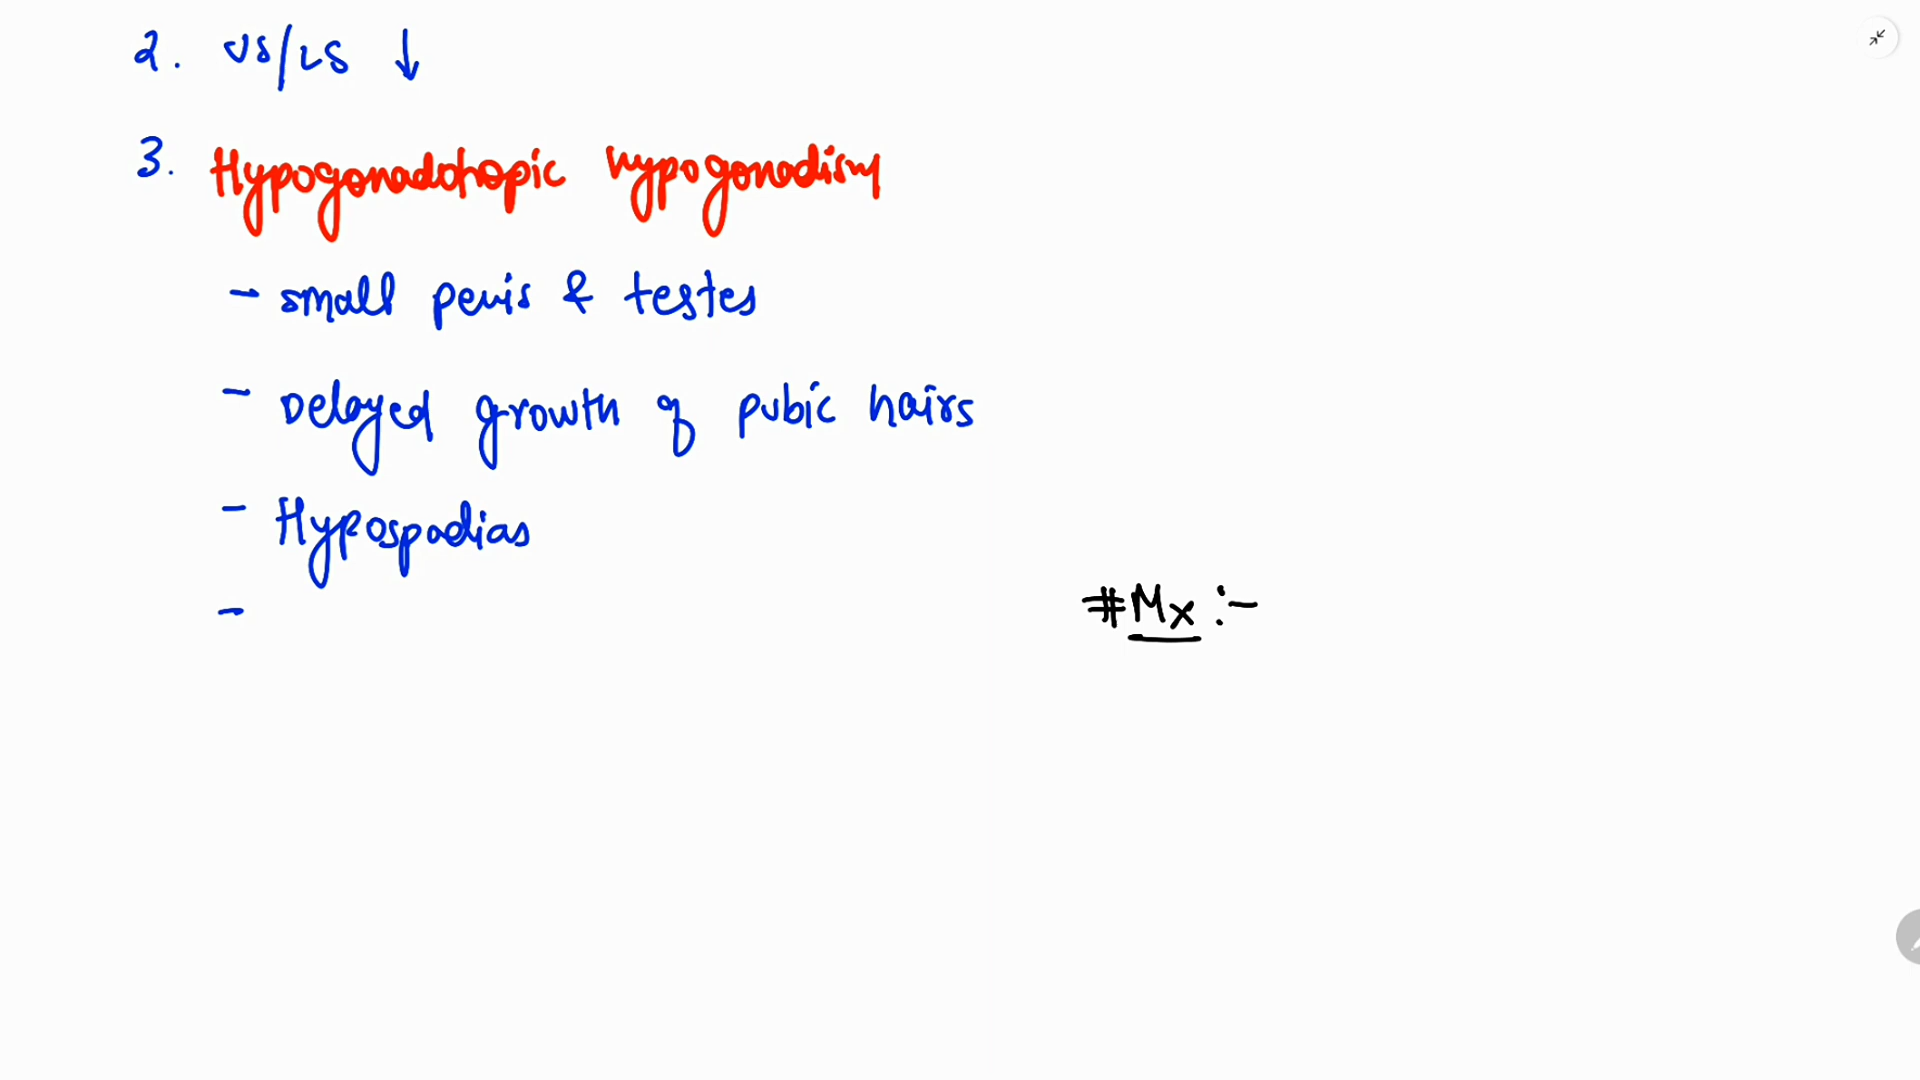 2. US/LS ↓
3. Hypogonadotropic hypogonadism
- small penis & testes
- Delayed growth of pubic hairs
- Hypospadias
-
#Mx :-